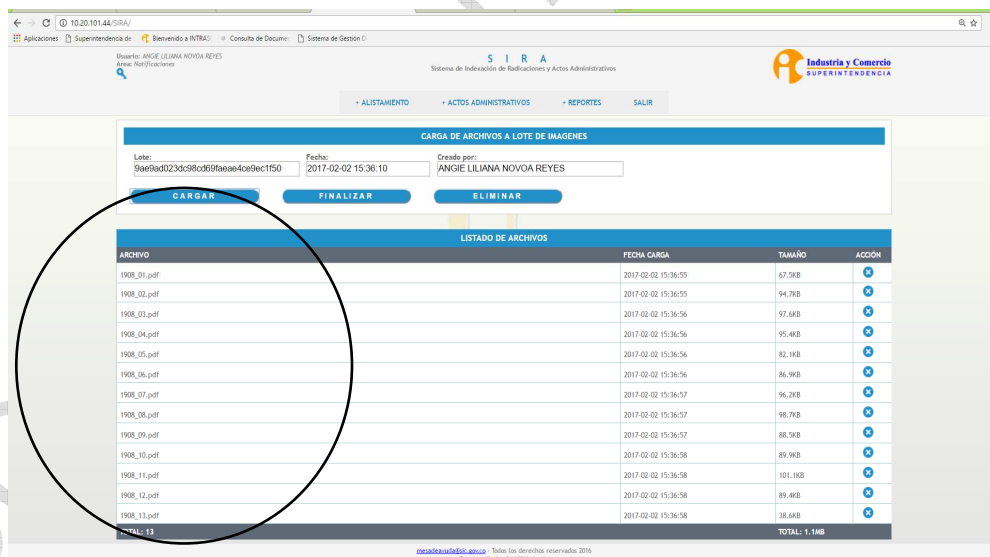 10.20.101.44/SIRA/
Aplicaciones Superintendencia de Bienvenido a INTRASI Consulta de Docume Sistema de Gestión D
Usuario: ANGIE LILIANA NOVOA REYES
Area: Notificaciones
S I R A
Sistema de Indexación de Radicaciones y Actos Administrativos
Industria y Comercio
SUPERINTENDENCIA
+ ALISTAMIENTO + ACTOS ADMINISTRATIVOS + REPORTES SALIR
CARGA DE ARCHIVOS A LOTE DE IMAGENES
Lote: Fecha: Creado por:
9ae9ad023dc98cd69faeae4ce9ec1f50 2017-02-02 15:36:10 ANGIE LILIANA NOVOA REYES
CARGAR FINALIZAR ELIMINAR
LISTADO DE ARCHIVOS
ARCHIVO FECHA CARGA TAMAÑO ACCIÓN
1908_01.pdf 2017-02-02 15:36:55 67.5KB
1908_02.pdf 2017-02-02 15:36:55 94.7KB
1908_03.pdf 2017-02-02 15:36:56 97.6KB
1908_04.pdf 2017-02-02 15:36:56 95.4KB
1908_05.pdf 2017-02-02 15:36:56 82.1KB
1908_06.pdf 2017-02-02 15:36:56 86.9KB
1908_07.pdf 2017-02-02 15:36:57 96.2KB
1908_08.pdf 2017-02-02 15:36:57 98.7KB
1908_09.pdf 2017-02-02 15:36:57 88.5KB
1908_10.pdf 2017-02-02 15:36:58 89.9KB
1908_11.pdf 2017-02-02 15:36:58 101.1KB
1908_12.pdf 2017-02-02 15:36:58 89.4KB
1908_13.pdf 2017-02-02 15:36:58 38.6KB
TOTAL: 13 TOTAL: 1.1MB
mesadeayuda@sic.gov.co - Todos los derechos reservados 2016